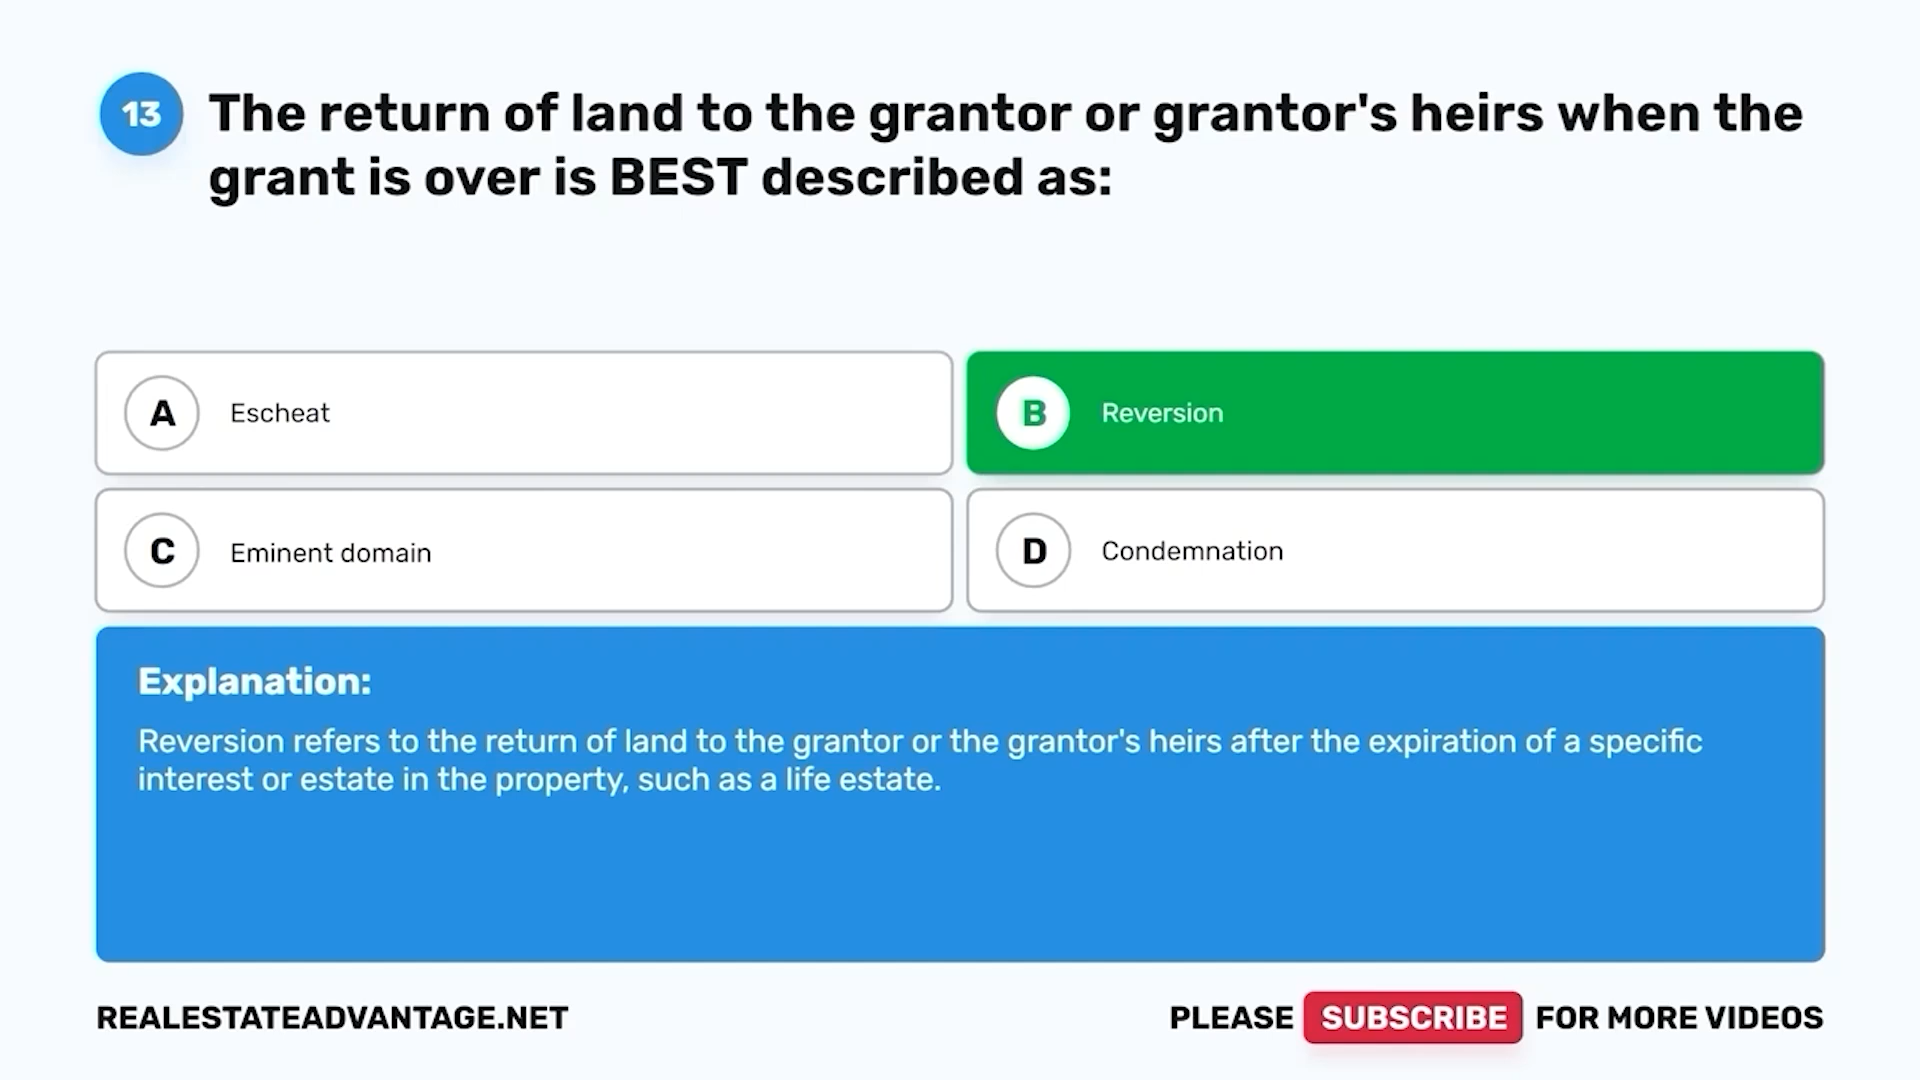 13
The return of land to the grantor or grantor's heirs when the
grant is over is BEST described as:
A Escheat
B Reversion
C Eminent domain
D Condemnation
Explanation:
Reversion refers to the return of land to the grantor or the grantor's heirs after the expiration of a specific
interest or estate in the property, such as a life estate.
REALESTATEADVANTAGE.NET
PLEASE SUBSCRIBE FOR MORE VIDEOS